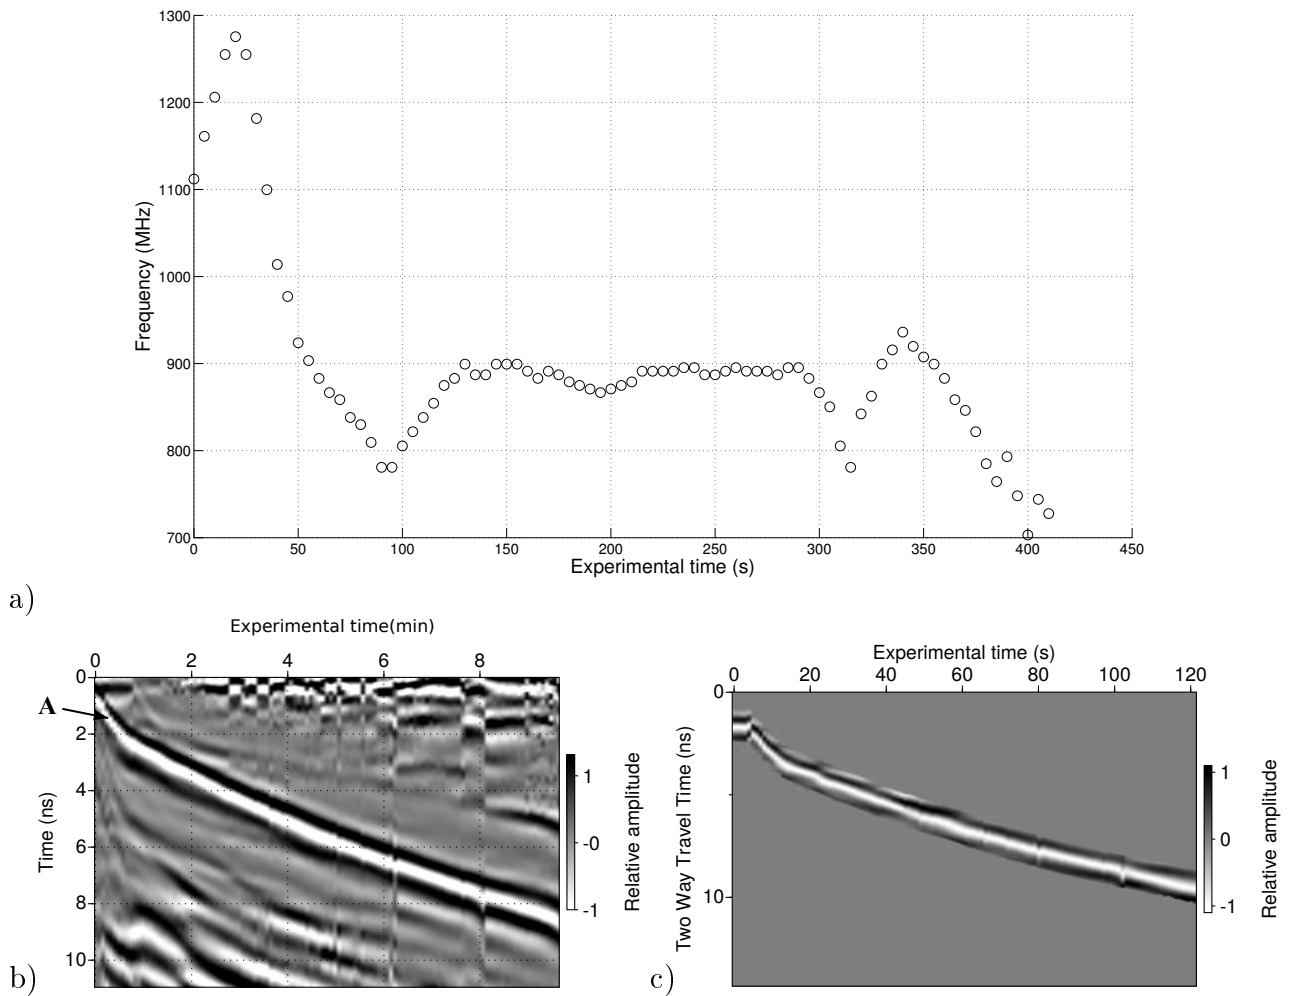 1300
1200
1100
1000
900
800
700
Frequency (MHz)
0 50 100 150 200 250 300 350 400 450
Experimental time (s)
a)
Experimental time(min)
0 2 4 6 8
0
2
4
6
8
10
Time (ns)
A
1
-0
-1
Relative amplitude
b)
Experimental time (s)
0 20 40 60 80 100 120
0
10
Two Way Travel Time (ns)
1
0
-1
Relative amplitude
c)